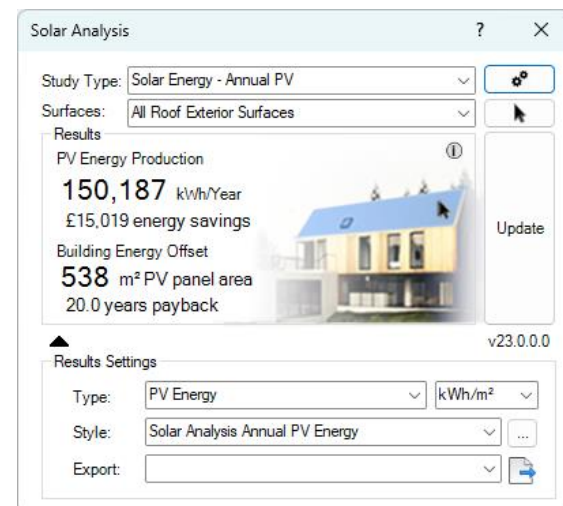 Solar Analysis ? ×
Study Type: Solar Energy - Annual PV
Surfaces: All Roof Exterior Surfaces
Results
PV Energy Production
150,187 kWh/Year
£15,019 energy savings
Update
Building Energy Offset
538 m² PV panel area
20.0 years payback
v23.0.0.0
Results Settings
Type: PV Energy kWh/m²
Style: Solar Analysis Annual PV Energy ...
Export: